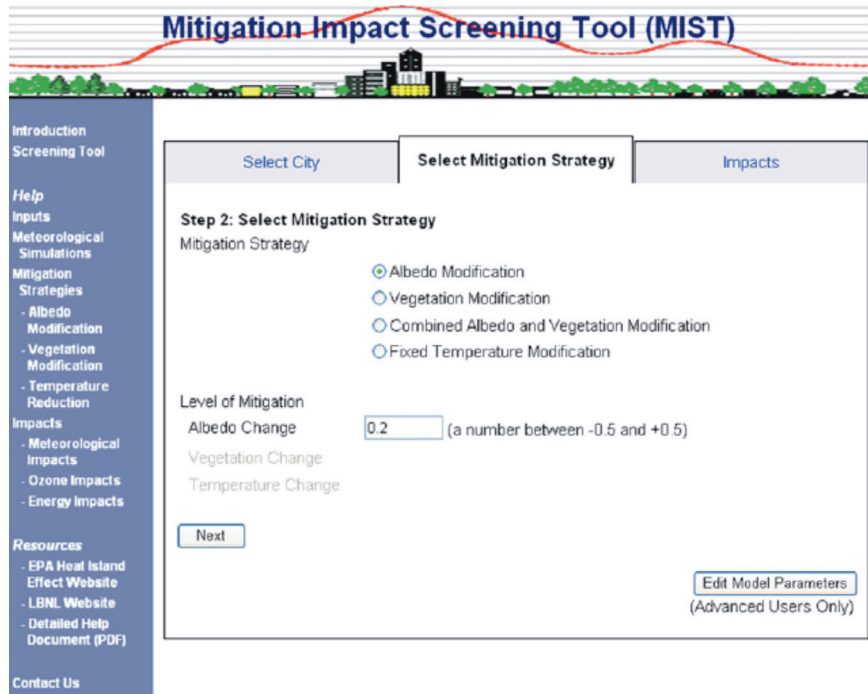 Mitigation Impact Screening Tool (MIST)
Introduction
Screening Tool
Help
Inputs
Meteorological
Simulations
Mitigation
Strategies
- Albedo
Modification
- Vegetation
Modification
- Temperature
Reduction
Impacts
- Meteorological
Impacts
- Ozone Impacts
- Energy Impacts
Resources
- EPA Heat Island
Effect Website
- LBNL Website
- Detailed Help
Document (PDF)
Contact Us
Select City
Select Mitigation Strategy
Impacts
Step 2: Select Mitigation Strategy
Mitigation Strategy
Albedo Modification
Vegetation Modification
Combined Albedo and Vegetation Modification
Fixed Temperature Modification
Level of Mitigation
Albedo Change 0.2 (a number between -0.5 and +0.5)
Vegetation Change
Temperature Change
Next
Edit Model Parameters
(Advanced Users Only)